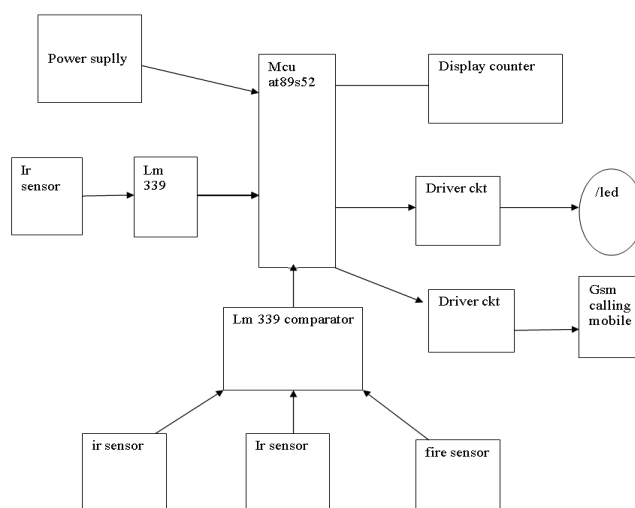 Power suplly
Mcu
at89s52
Display counter
Ir
sensor
Lm
339
Driver ckt
/led
Driver ckt
Gsm
calling
mobile
Lm 339 comparator
ir sensor
Ir sensor
fire sensor